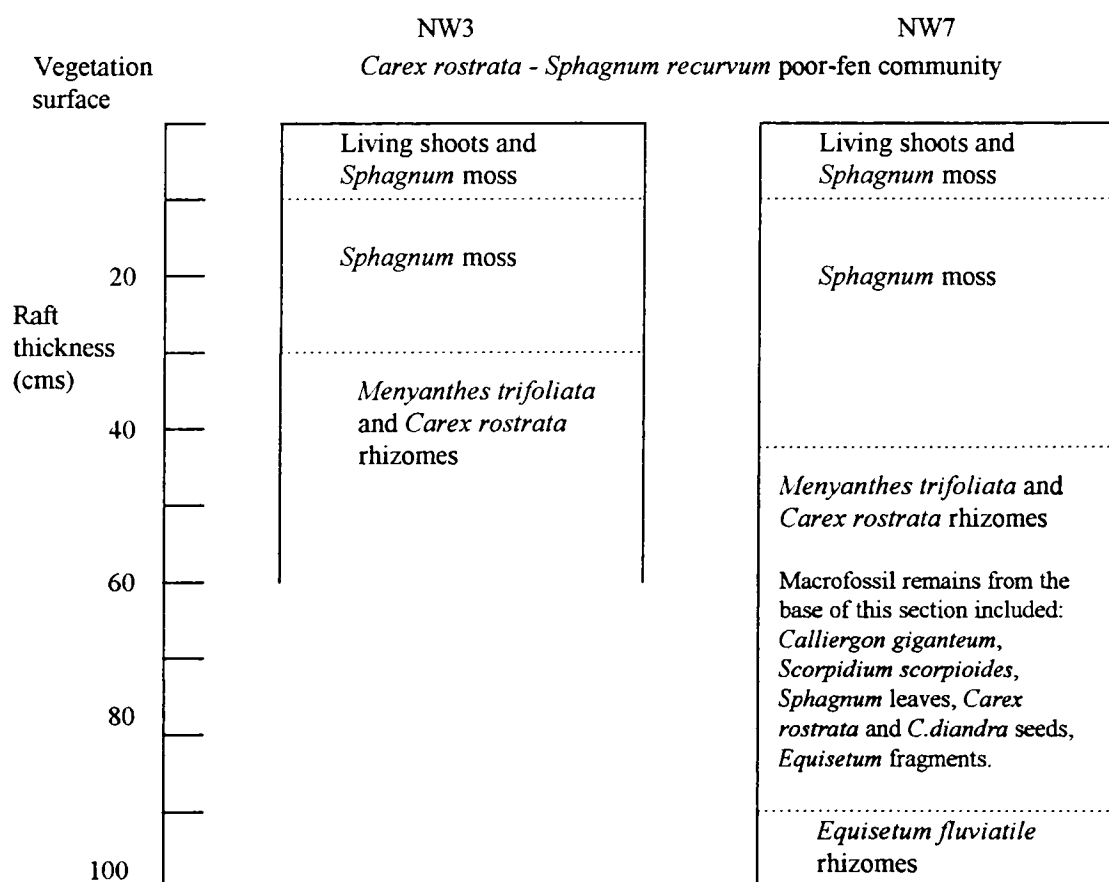 NW3
NW7
Vegetation
surface
Carex rostrata - Sphagnum recurvum poor-fen community
Raft
thickness
(cms)
20
40
60
80
100
Living shoots and
Sphagnum moss
Sphagnum moss
Menyanthes trifoliata
and Carex rostrata
rhizomes
Living shoots and
Sphagnum moss
Sphagnum moss
Menyanthes trifoliata and
Carex rostrata rhizomes
Macrofossil remains from the
base of this section included:
Calliergon giganteum,
Scorpidium scorpioides,
Sphagnum leaves, Carex
rostrata and C.diandra seeds,
Equisetum fragments.
Equisetum fluviatile
rhizomes